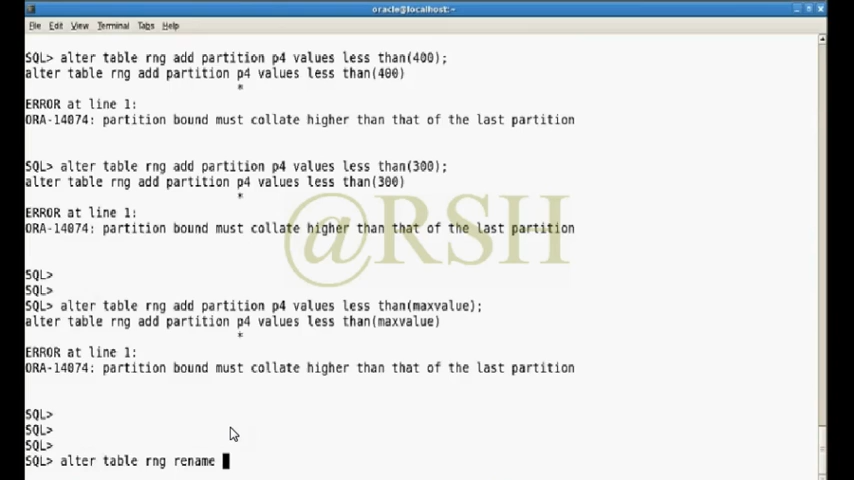 oracle@localhost:~
File Edit View Terminal Tabs Help
SQL> alter table rng add partition p4 values less than(400);
alter table rng add partition p4 values less than(400)
*
ERROR at line 1:
ORA-14074: partition bound must collate higher than that of the last partition
SQL> alter table rng add partition p4 values less than(300);
alter table rng add partition p4 values less than(300)
*
ERROR at line 1:
ORA-14074: partition bound must collate higher than that of the last partition
@RSH
SQL>
SQL>
SQL> alter table rng add partition p4 values less than(maxvalue);
alter table rng add partition p4 values less than(maxvalue)
*
ERROR at line 1:
ORA-14074: partition bound must collate higher than that of the last partition
SQL>
SQL>
SQL>
SQL> alter table rng rename